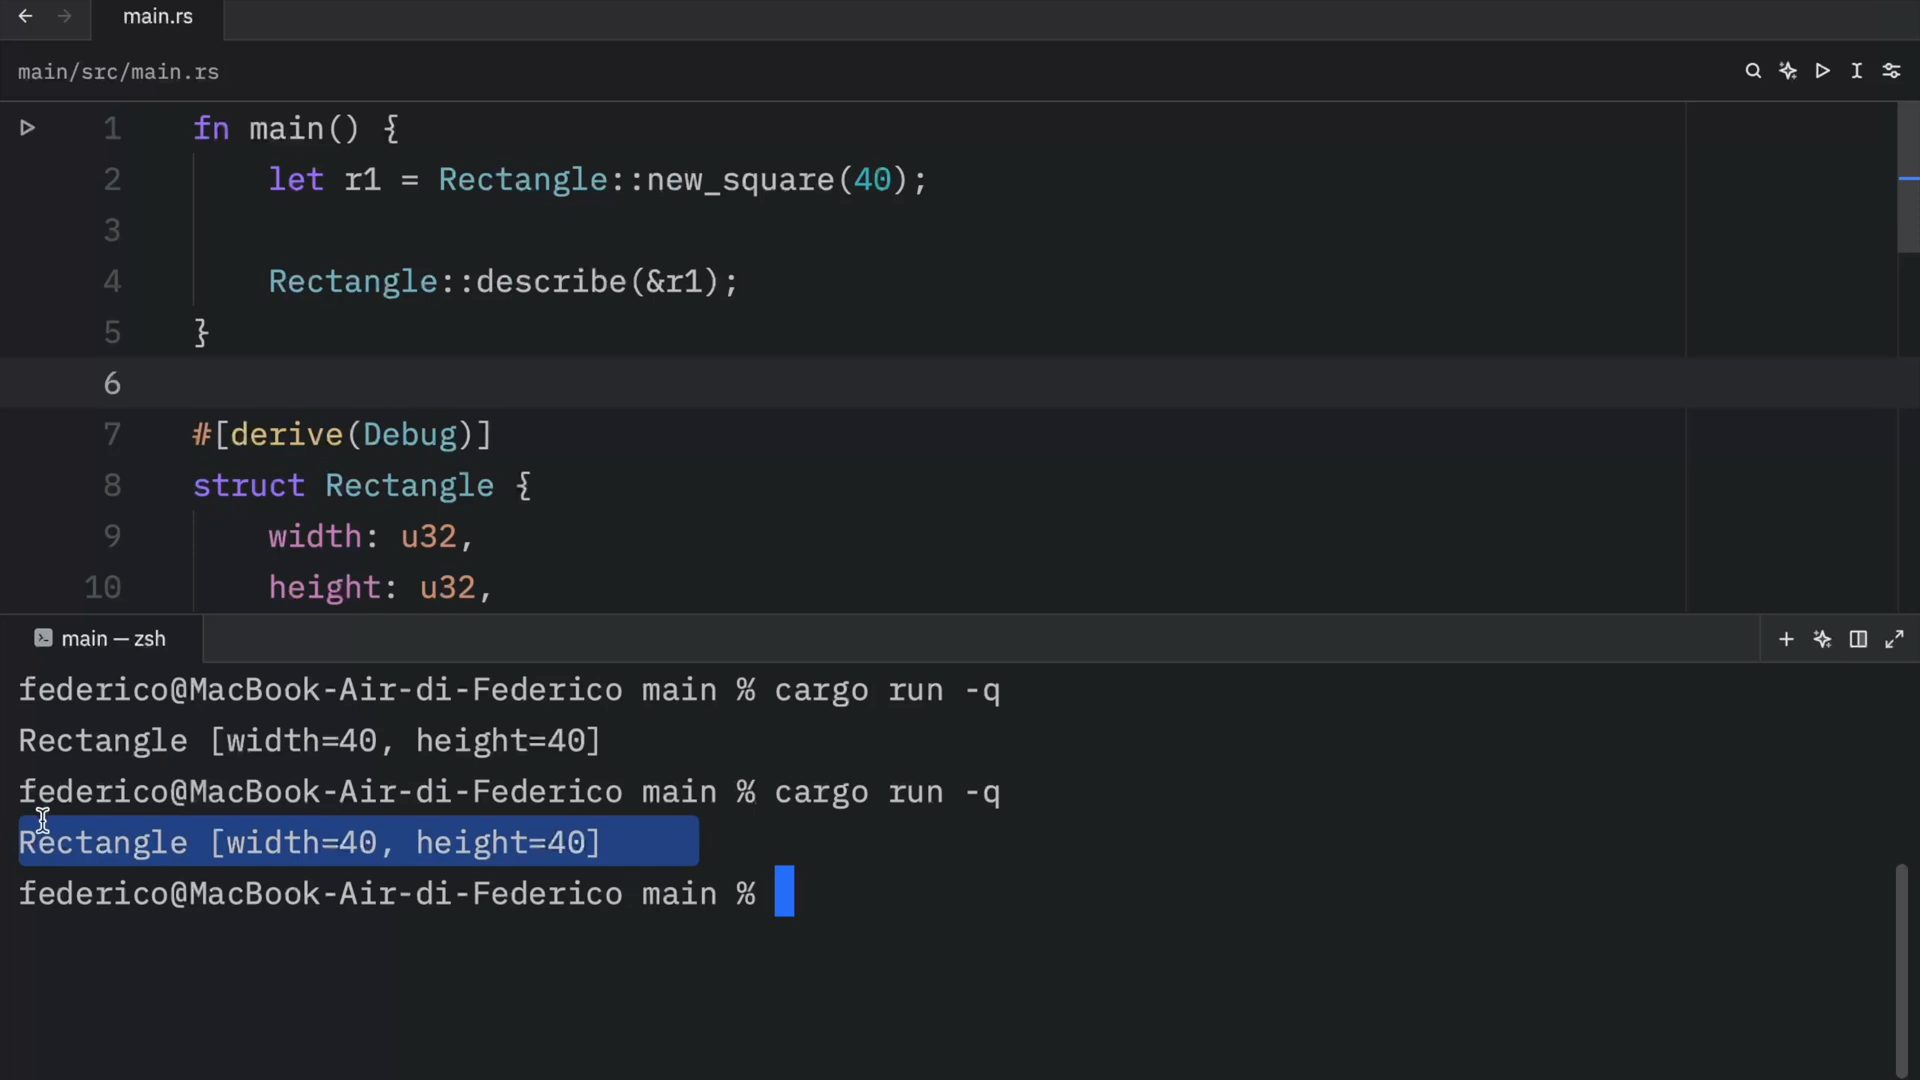 main.rs
main/src/main.rs
1 fn main() {
2 let r1 = Rectangle::new_square(40);
3
4 Rectangle::describe(&r1);
5 }
6
7 #[derive(Debug)]
8 struct Rectangle {
9 width: u32,
10 height: u32,
main — zsh
federico@MacBook-Air-di-Federico main % cargo run -q
Rectangle [width=40, height=40]
federico@MacBook-Air-di-Federico main % cargo run -q
Rectangle [width=40, height=40]
federico@MacBook-Air-di-Federico main %